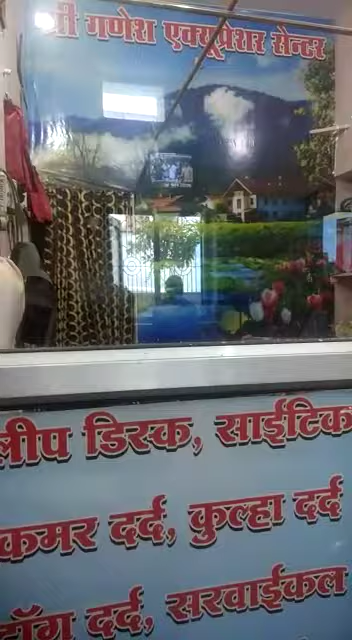 श्री गणेश एक्यूप्रेशर सेन्टर
स्लीप डिस्क, साईटिक
कमर दर्द, कुल्हा दर्द
टाँग दर्द, सरवाईकल